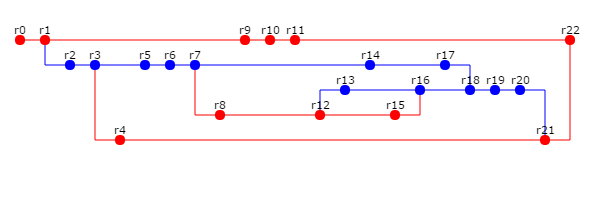 r0 r1 r9 r10 r11 r22
r2 r3 r5 r6 r7 r14 r17
r13 r16 r18 r19 r20
r8 r12 r15
r4 r21